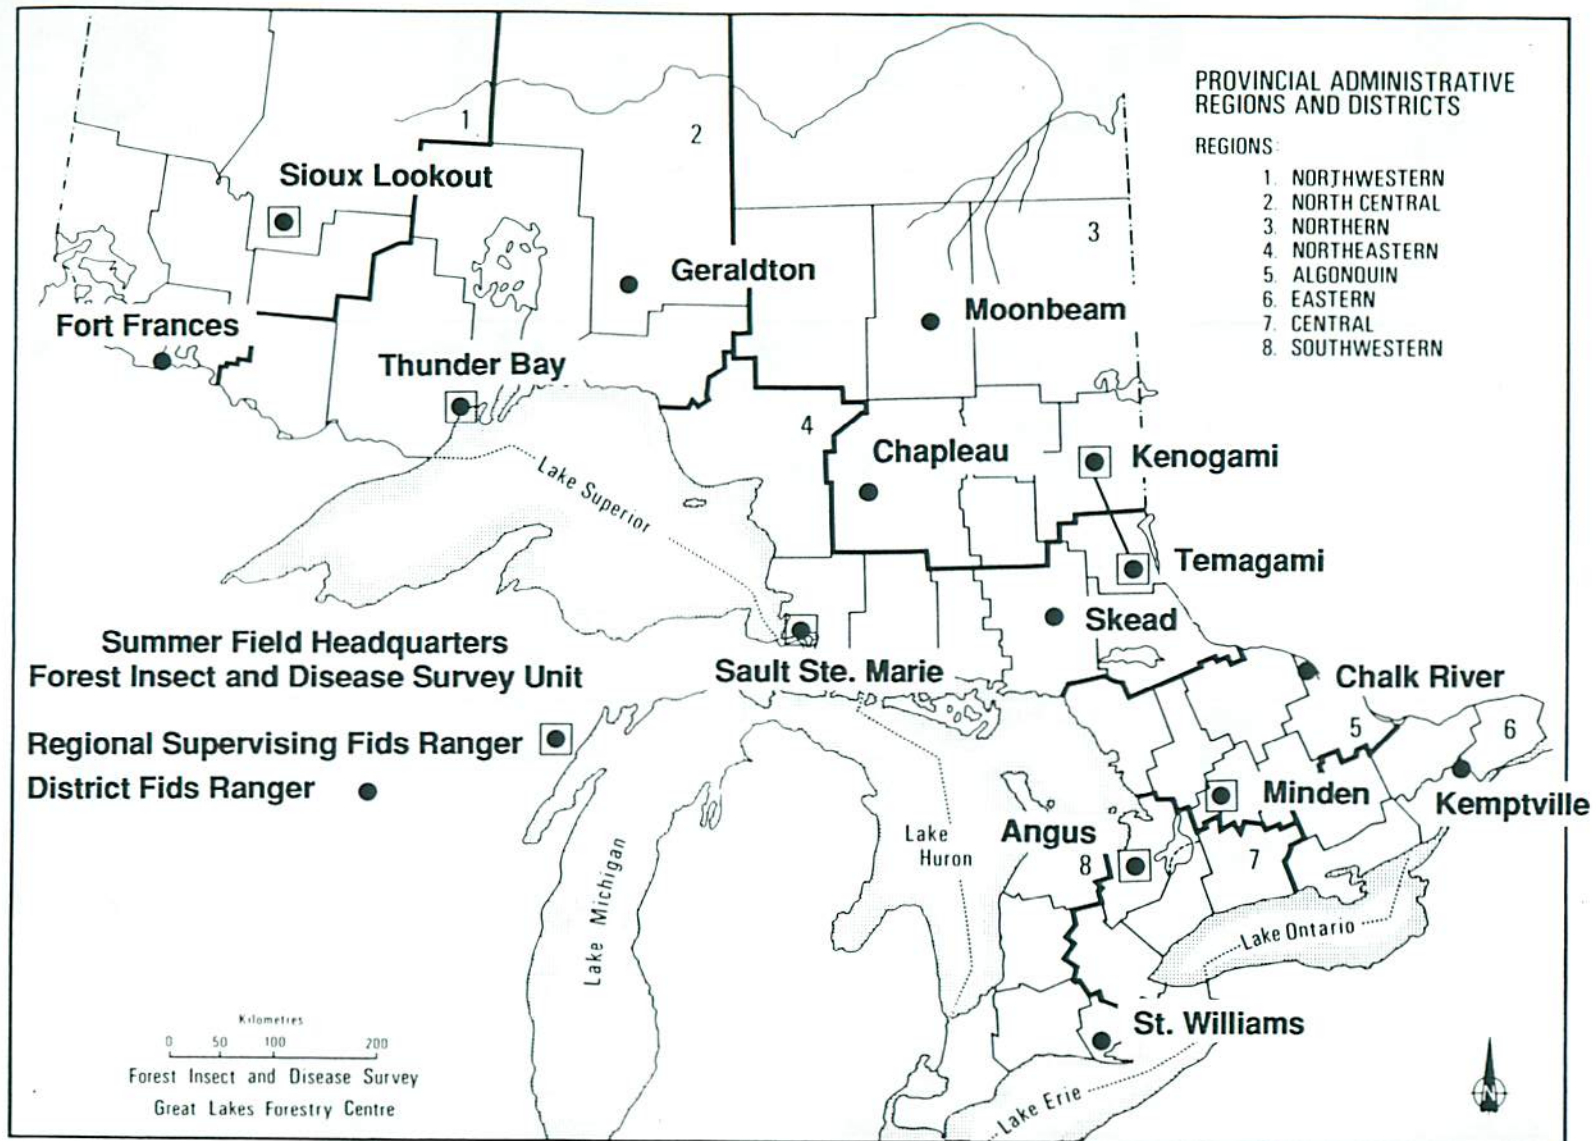 PROVINCIAL ADMINISTRATIVE
REGIONS AND DISTRICTS
REGIONS:
1. NORTHWESTERN
2. NORTH CENTRAL
3. NORTHERN
4. NORTHEASTERN
5. ALGONQUIN
6. EASTERN
7. CENTRAL
8. SOUTHWESTERN
1
2
Sioux Lookout
3
Geraldton
Moonbeam
Fort Frances
Thunder Bay
4
Chapleau
Kenogami
Lake Superior
Temagami
Skead
Summer Field Headquarters
Forest Insect and Disease Survey Unit
Sault Ste. Marie
Chalk River
Regional Supervising Fids Ranger
District Fids Ranger
5
6
Minden
Kemptville
Angus
Lake
Huron
8
7
Lake Michigan
Lake Ontario
St. Williams
Lake Erie
Kilometres
0 50 100 200
Forest Insect and Disease Survey
Great Lakes Forestry Centre
N